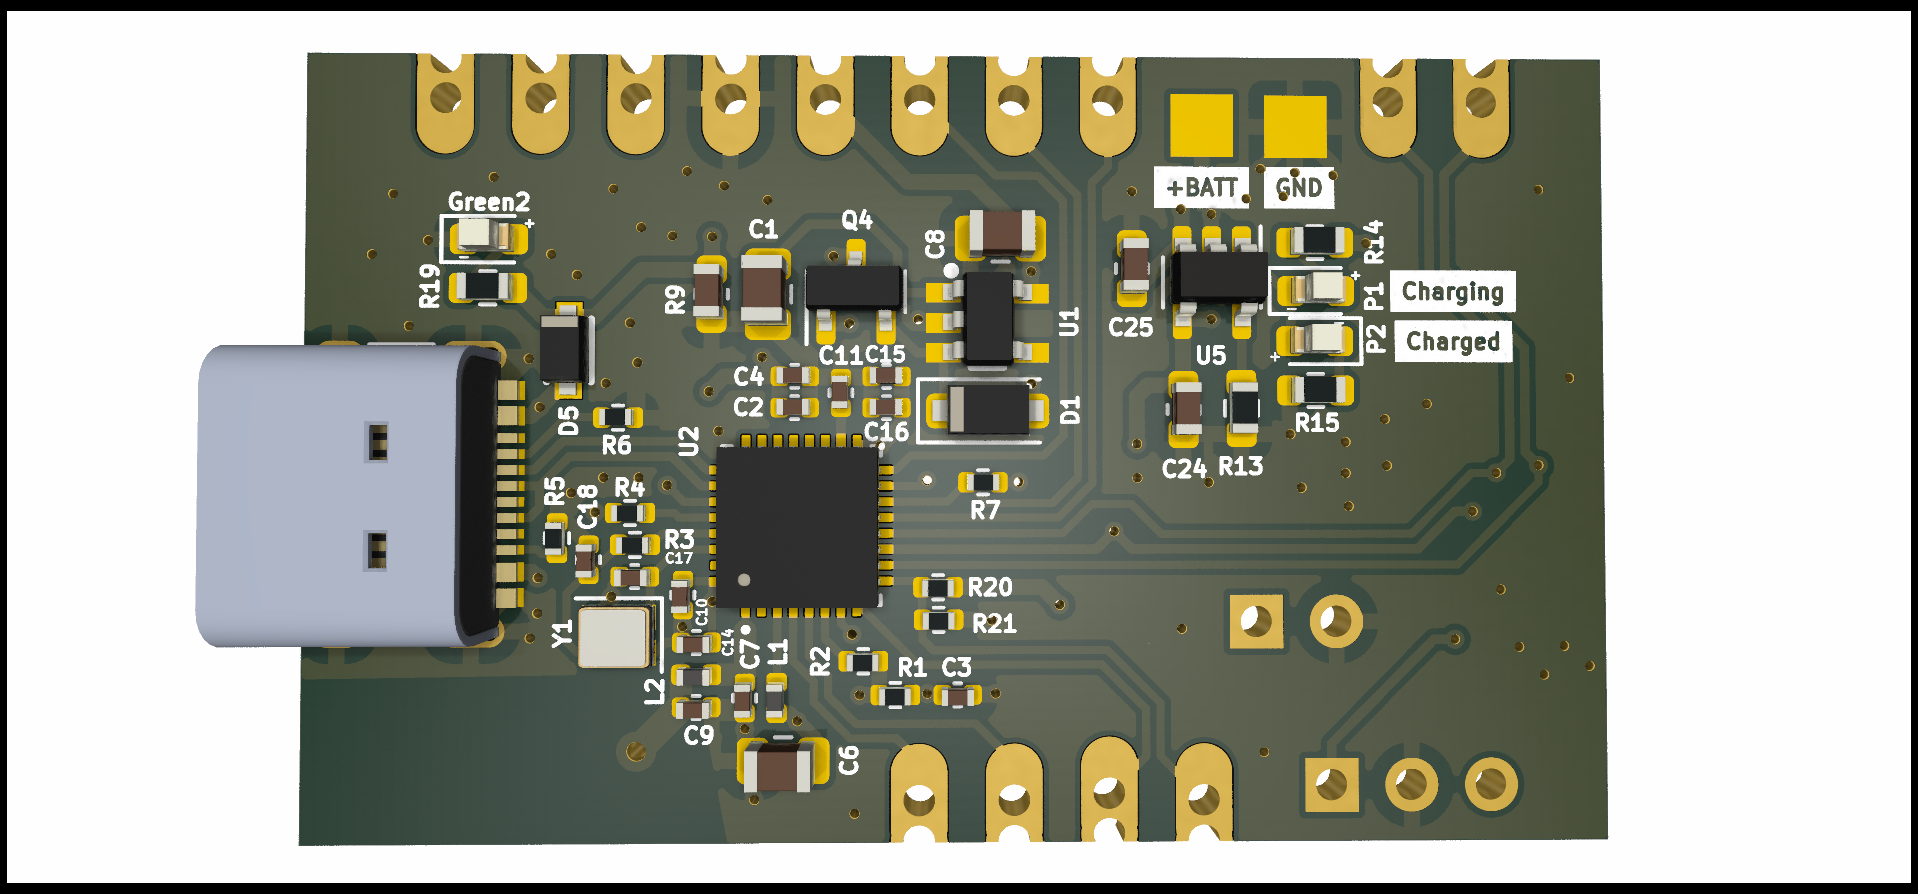 +BATT
GND
Green2
R19
C1
Q4
C8
R14
R9
U1
P1
Charging
C25
P2
Charged
U5
C11
C15
C4
C2
D1
C16
D5
R6
U2
R15
C24
R13
R5
C18
R4
R7
R3
C17
R20
C10
R21
Y1
C14
C7
L1
R2
R1
C3
L2
C9
C6